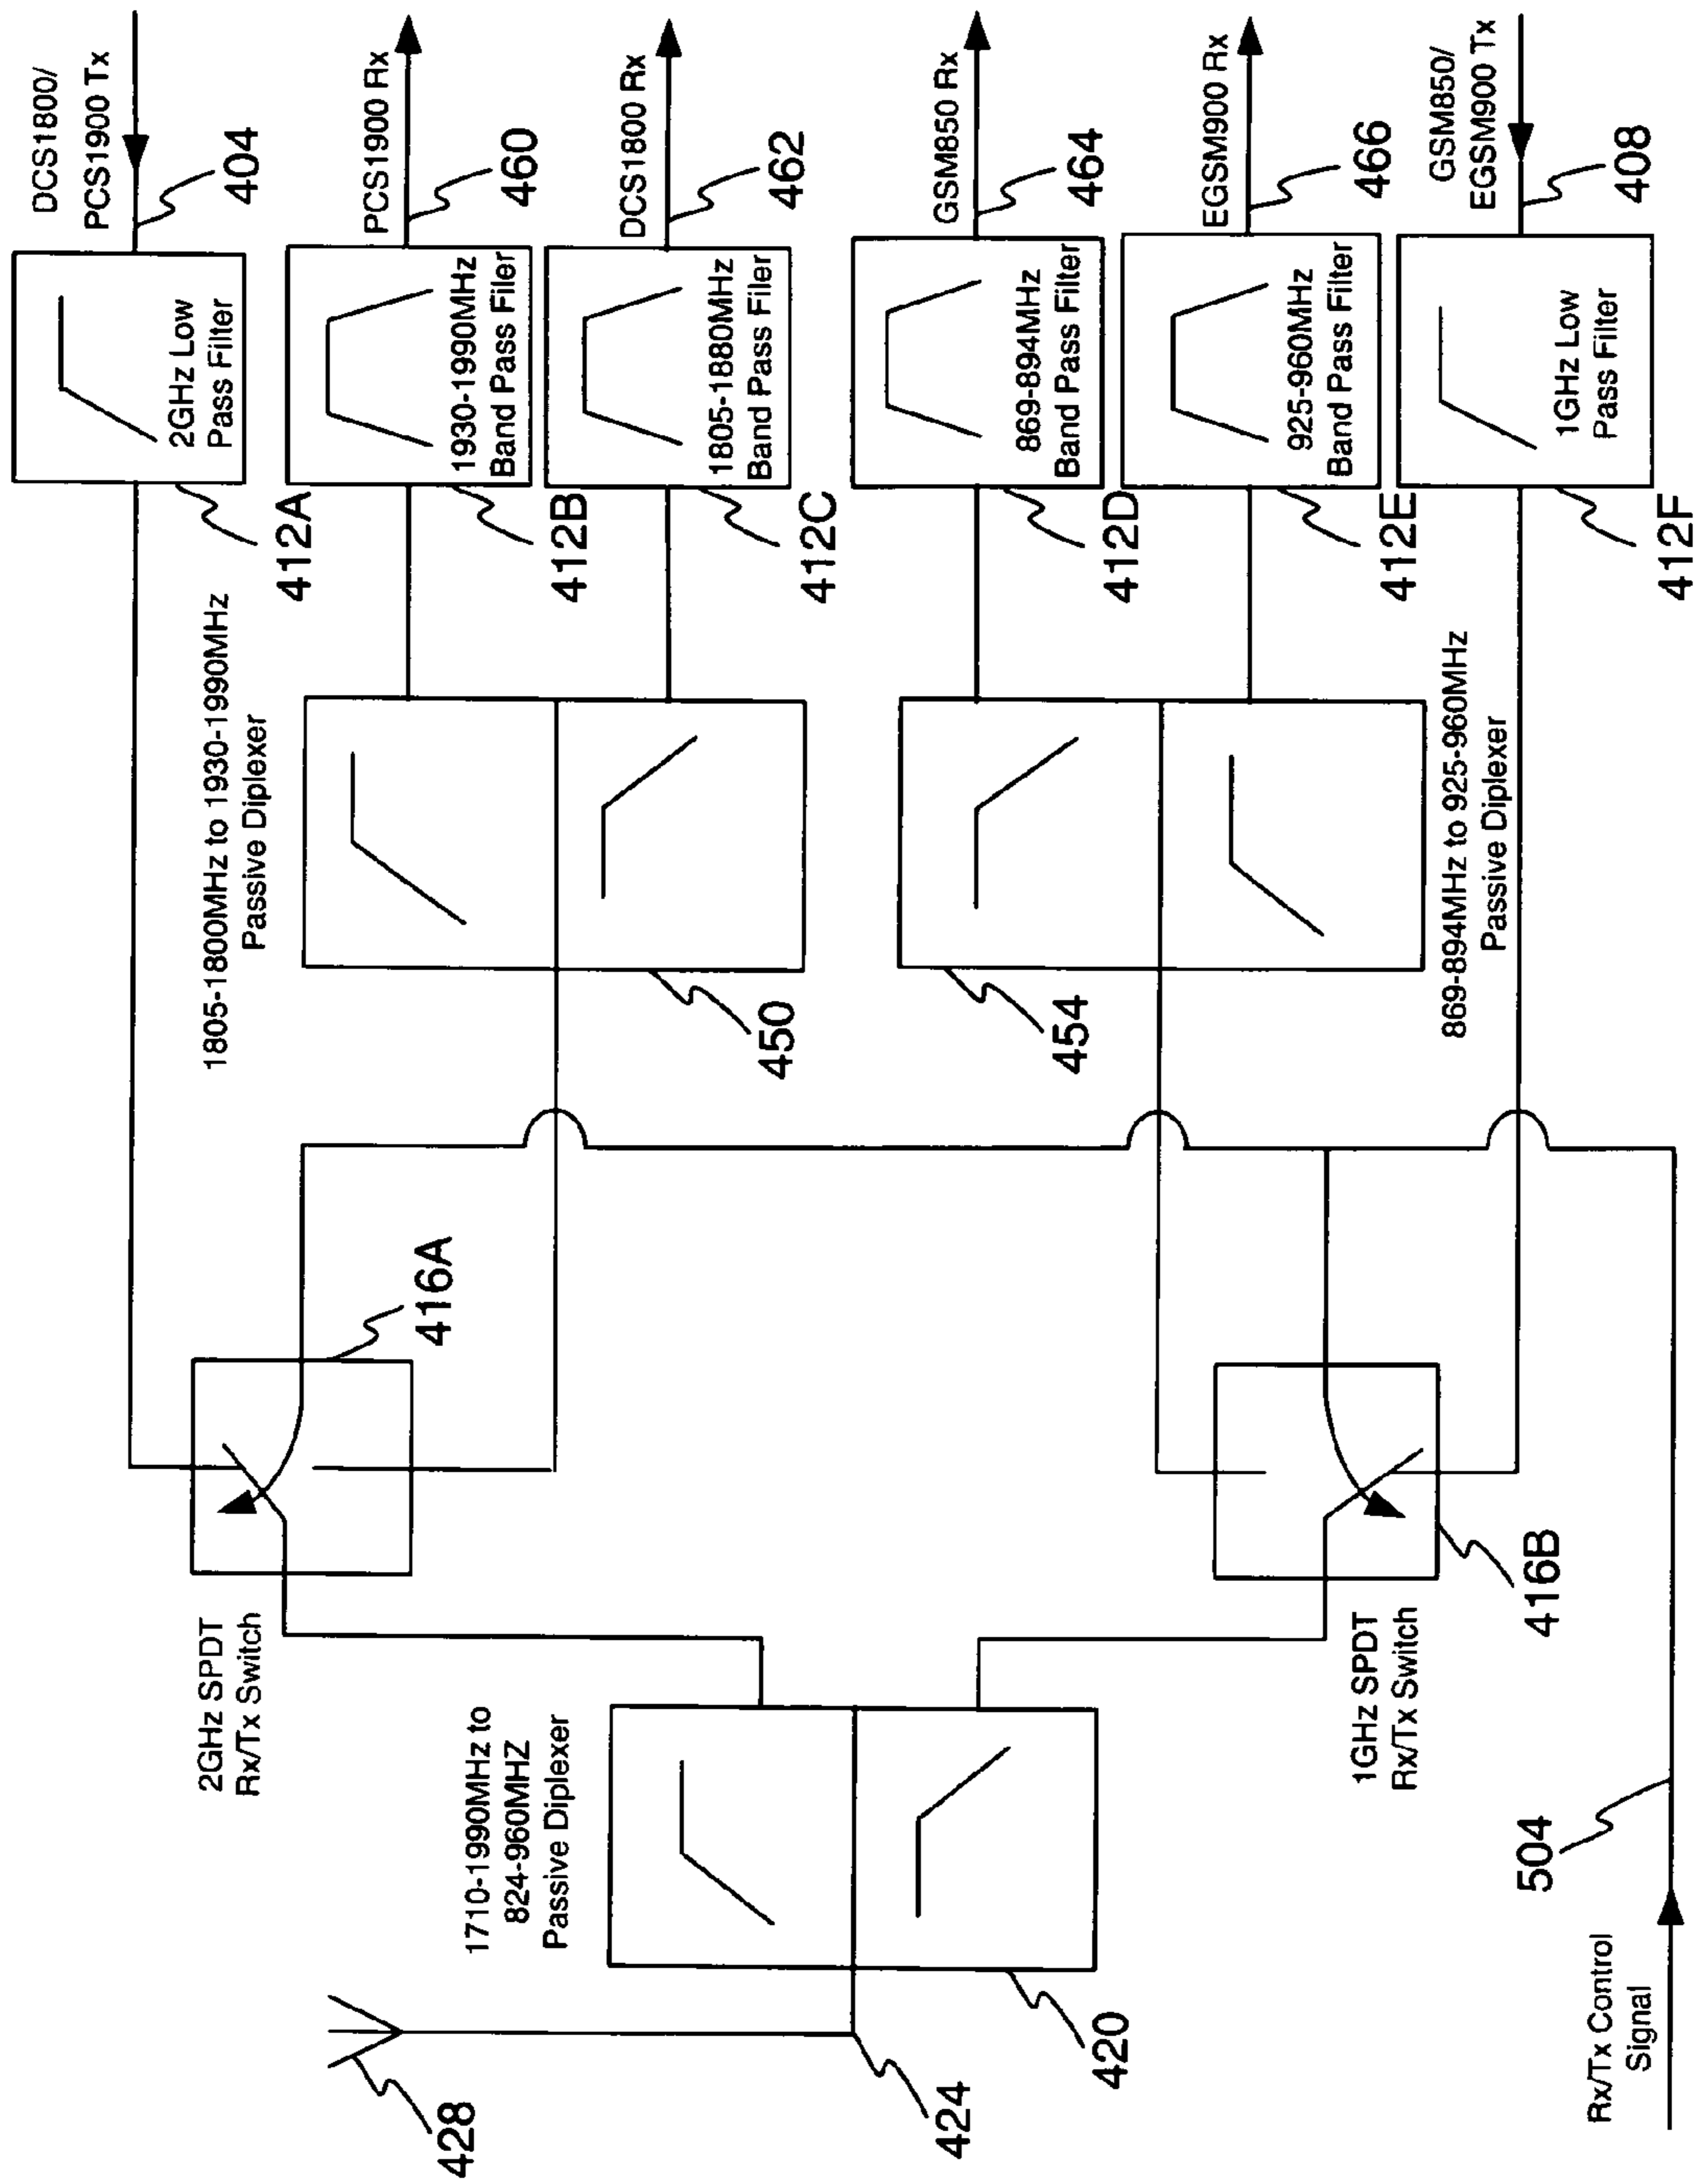 DCS1800/
PCS1900 Tx
404
PCS1900 Rx
460
DCS1800 Rx
462
GSM850 Rx
464
EGSM900 Rx
466
GSM850/
EGSM900 Tx
408
2GHz Low
Pass Filter
412A
1930-1990MHz
Band Pass Filer
412B
1805-1880MHz
Band Pass Filter
412C
869-894MHz
Band Pass Filter
412D
925-960MHz
Band Pass Filter
412E
1GHz Low
Pass Filter
412F
1805-1800MHz to 1930-1990MHz
Passive Diplexer
450
454
869-894MHz to 925-960MHz
Passive Diplexer
416A
2GHz SPDT
Rx/Tx Switch
416B
1GHz SPDT
Rx/Tx Switch
1710-1990MHz to
824-960MHZ
Passive Diplexer
420
424
428
504
Rx/Tx Control
Signal